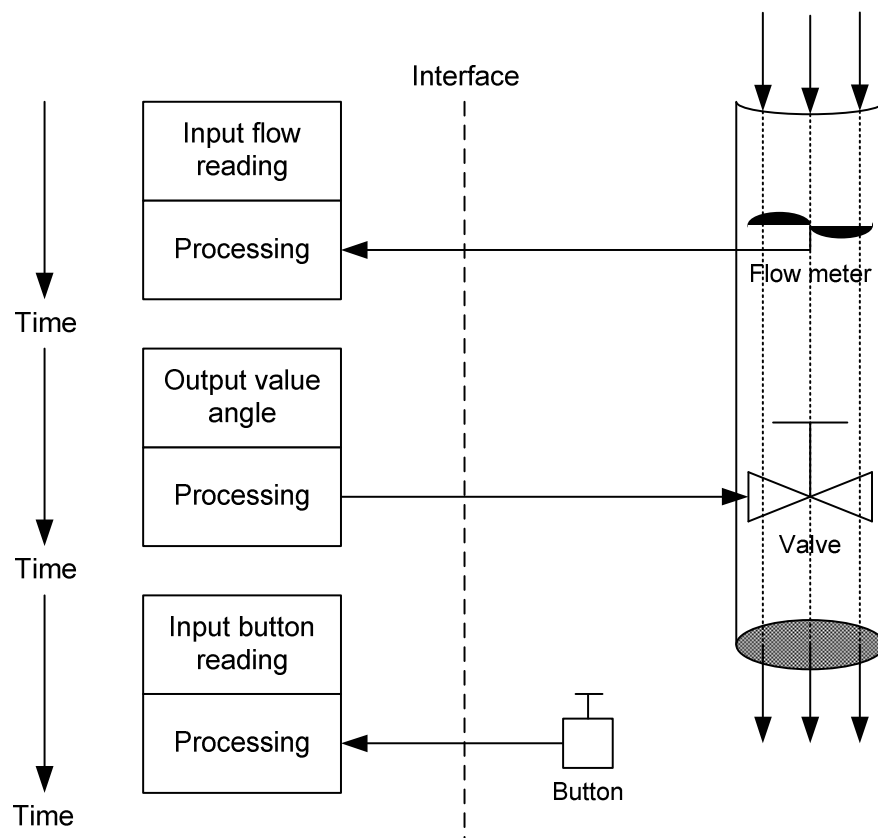 Interface
Input flow
reading
Processing
Flow meter
Time
Output value
angle
Processing
Valve
Time
Input button
reading
Processing
Button
Time